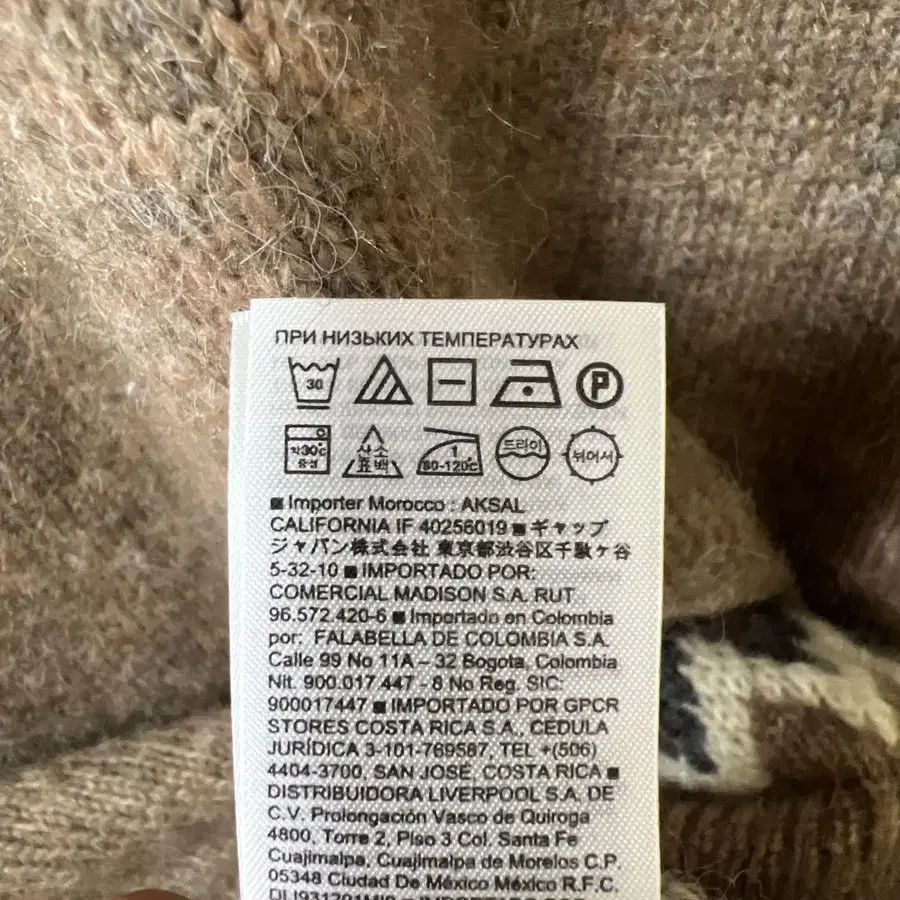 ПРИ НИЗЬКИХ ТЕМПЕРАТУРАХ
30 P
약30℃ 중성 산소 표백 1 80-120℃ 드라이 뉘어서
■ Importer Morocco : AKSAL
CALIFORNIA IF 40256019 ■ ギャップ
ジャパン株式会社 東京都渋谷区千駄ヶ谷
5-32-10 ■ IMPORTADO POR:
COMERCIAL MADISON S.A. RUT
96.572.420-6 ■ Importado en Colombia
por: FALABELLA DE COLOMBIA S.A.
Calle 99 No 11A – 32 Bogota, Colombia
Nit. 900.017.447 - 8 No Reg. SIC:
900017447 ■ IMPORTADO POR GPCR
STORES COSTA RICA S.A., CEDULA
JURÍDICA 3-101-769587, TEL +(506)
4404-3700, SAN JOSÉ, COSTA RICA ■
DISTRIBUIDORA LIVERPOOL S.A. DE
C.V. Prolongación Vasco de Quiroga
4800, Torre 2, Piso 3 Col. Santa Fe
Cuajimalpa, Cuajimalpa de Morelos C.P.
05348 Ciudad De México México R.F.C.